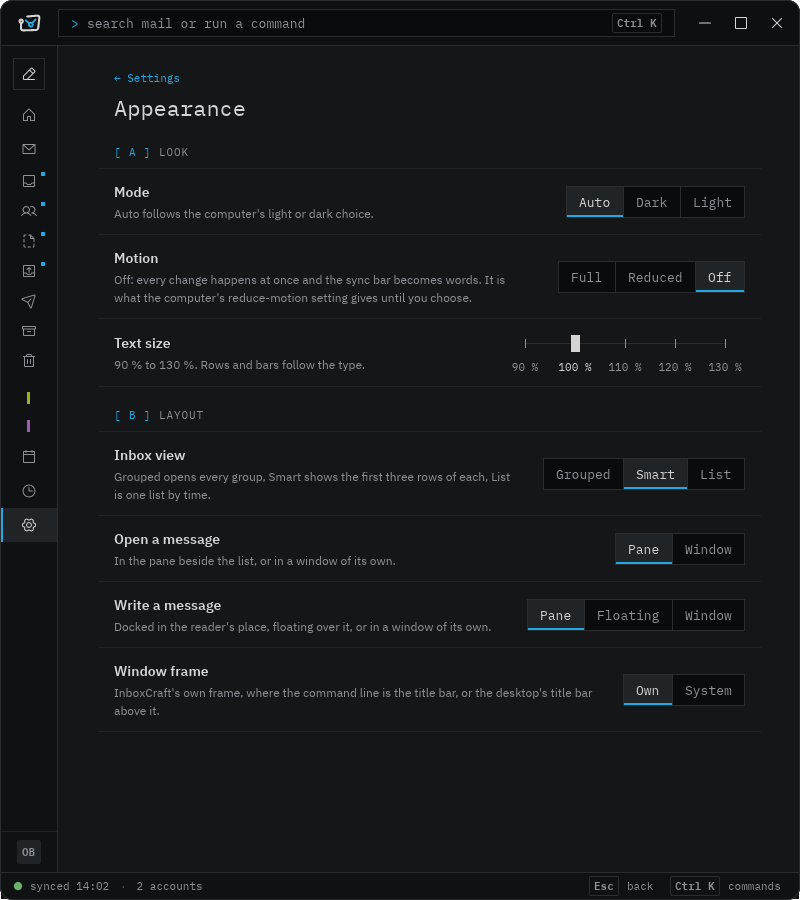 > search mail or run a command Ctrl K
← Settings
Appearance
[ A ] LOOK
Mode
Auto follows the computer's light or dark choice.
Auto Dark Light
Motion
Off: every change happens at once and the sync bar becomes words. It is
what the computer's reduce-motion setting gives until you choose.
Full Reduced Off
Text size
90 % to 130 %. Rows and bars follow the type.
90 % 100 % 110 % 120 % 130 %
[ B ] LAYOUT
Inbox view
Grouped opens every group, Smart shows the first three rows of each, List
is one list by time.
Grouped Smart List
Open a message
In the pane beside the list, or in a window of its own.
Pane Window
Write a message
Docked in the reader's place, floating over it, or in a window of its own.
Pane Floating Window
Window frame
InboxCraft's own frame, where the command line is the title bar, or the desktop's title bar
above it.
Own System
OB
synced 14:02 · 2 accounts
Esc back Ctrl K commands